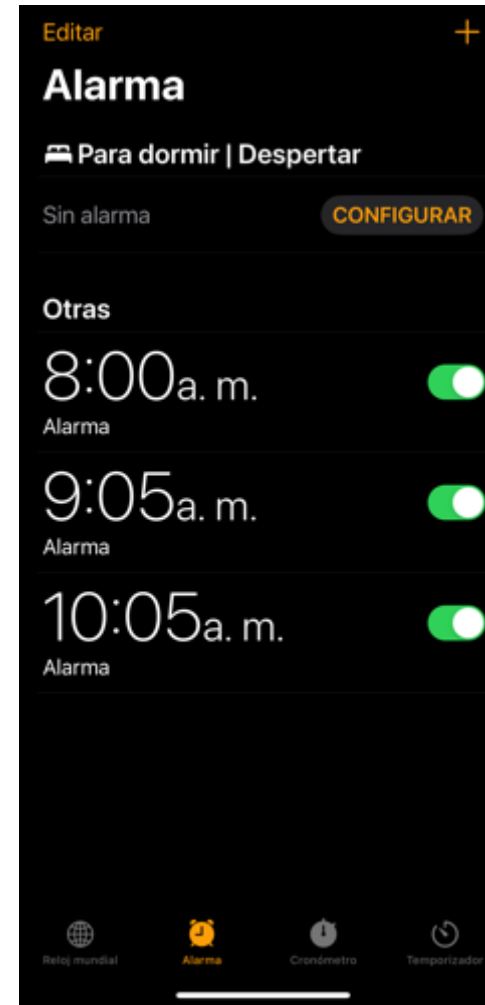 Editar
Alarma
Para dormir | Despertar
Sin alarma CONFIGURAR
Otras
8:00a. m.
Alarma
9:05a. m.
Alarma
10:05a. m.
Alarma
Reloj mundial Alarma Cronómetro Temporizador